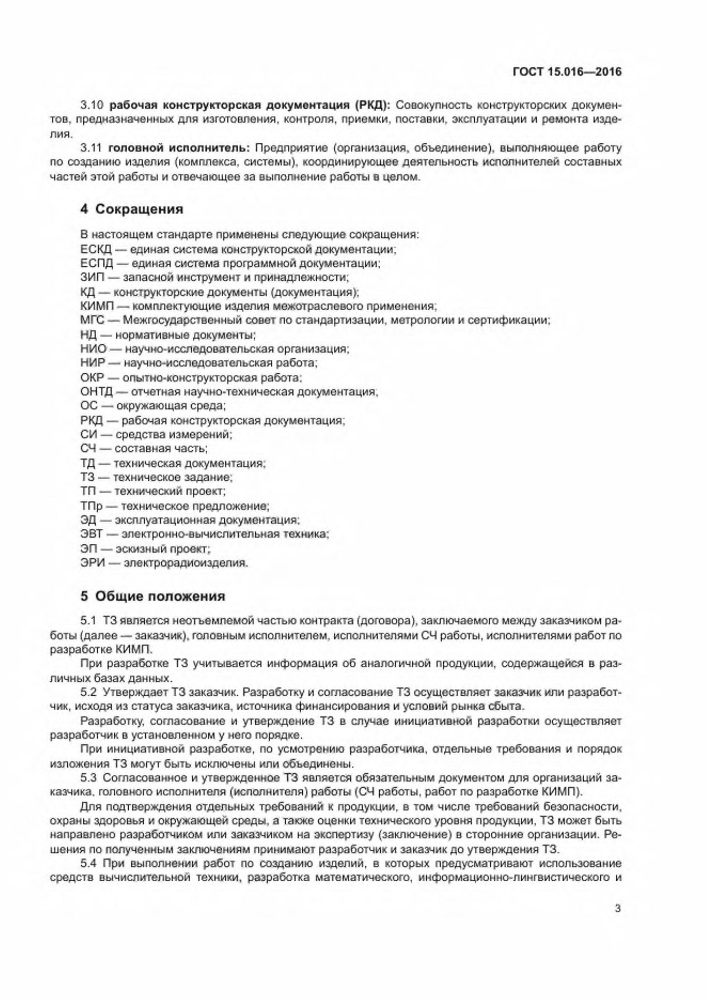 ГОСТ 15.016—2016
3.10 рабочая конструкторская документация (РКД): Совокупность конструкторских докумен-
тов, предназначенных для изготовления, контроля, приемки, поставки, эксплуатации и ремонта изде-
лия.
3.11 головной исполнитель: Предприятие (организация, объединение), выполняющее работу
по созданию изделия (комплекса, системы), координирующее деятельность исполнителей составных
частей этой работы и отвечающее за выполнение работы в целом.
4 Сокращения
В настоящем стандарте применены следующие сокращения:
ЕСКД — единая система конструкторской документации;
ЕСПД — единая система программной документации;
ЗИП — запасной инструмент и принадлежности;
КД — конструкторские документы (документация);
КИМП — комплектующие изделия межотраслевого применения;
МГС — Межгосударственный совет по стандартизации, метрологии и сертификации;
НД — нормативные документы;
НИО — научно-исследовательская организация;
НИР — научно-исследовательская работа;
ОКР — опытно-конструкторская работа;
ОНТД — отчетная научно-техническая документация;
ОС — окружающая среда;
РКД — рабочая конструкторская документация;
СИ — средства измерений;
СЧ — составная часть;
ТД — техническая документация;
ТЗ — техническое задание;
ТП — технический проект;
ТПр — техническое предложение;
ЭД — эксплуатационная документация;
ЭВТ — электронно-вычислительная техника;
ЭП — эскизный проект;
ЭРИ — электрорадиоизделия.
5 Общие положения
5.1 ТЗ является неотъемлемой частью контракта (договора), заключаемого между заказчиком ра-
боты (далее — заказчик), головным исполнителем, исполнителями СЧ работы, исполнителями работ по
разработке КИМП.
При разработке ТЗ учитывается информация об аналогичной продукции, содержащейся в раз-
личных базах данных.
5.2 Утверждает ТЗ заказчик. Разработку и согласование ТЗ осуществляет заказчик или разработ-
чик, исходя из статуса заказчика, источника финансирования и условий рынка сбыта.
Разработку, согласование и утверждение ТЗ в случае инициативной разработки осуществляет
разработчик в установленном у него порядке.
При инициативной разработке, по усмотрению разработчика, отдельные требования и порядок
изложения ТЗ могут быть исключены или объединены.
5.3 Согласованное и утвержденное ТЗ является обязательным документом для организаций за-
казчика, головного исполнителя (исполнителя) работы (СЧ работы, работ по разработке КИМП).
Для подтверждения отдельных требований к продукции, в том числе требований безопасности,
охраны здоровья и окружающей среды, а также оценки технического уровня продукции, ТЗ может быть
направлено разработчиком или заказчиком на экспертизу (заключение) в сторонние организации. Ре-
шения по полученным заключениям принимают разработчик и заказчик до утверждения ТЗ.
5.4 При выполнении работ по созданию изделий, в которых предусматривают использование
средств вычислительной техники, разработка математического, информационно-лингвистического и
3